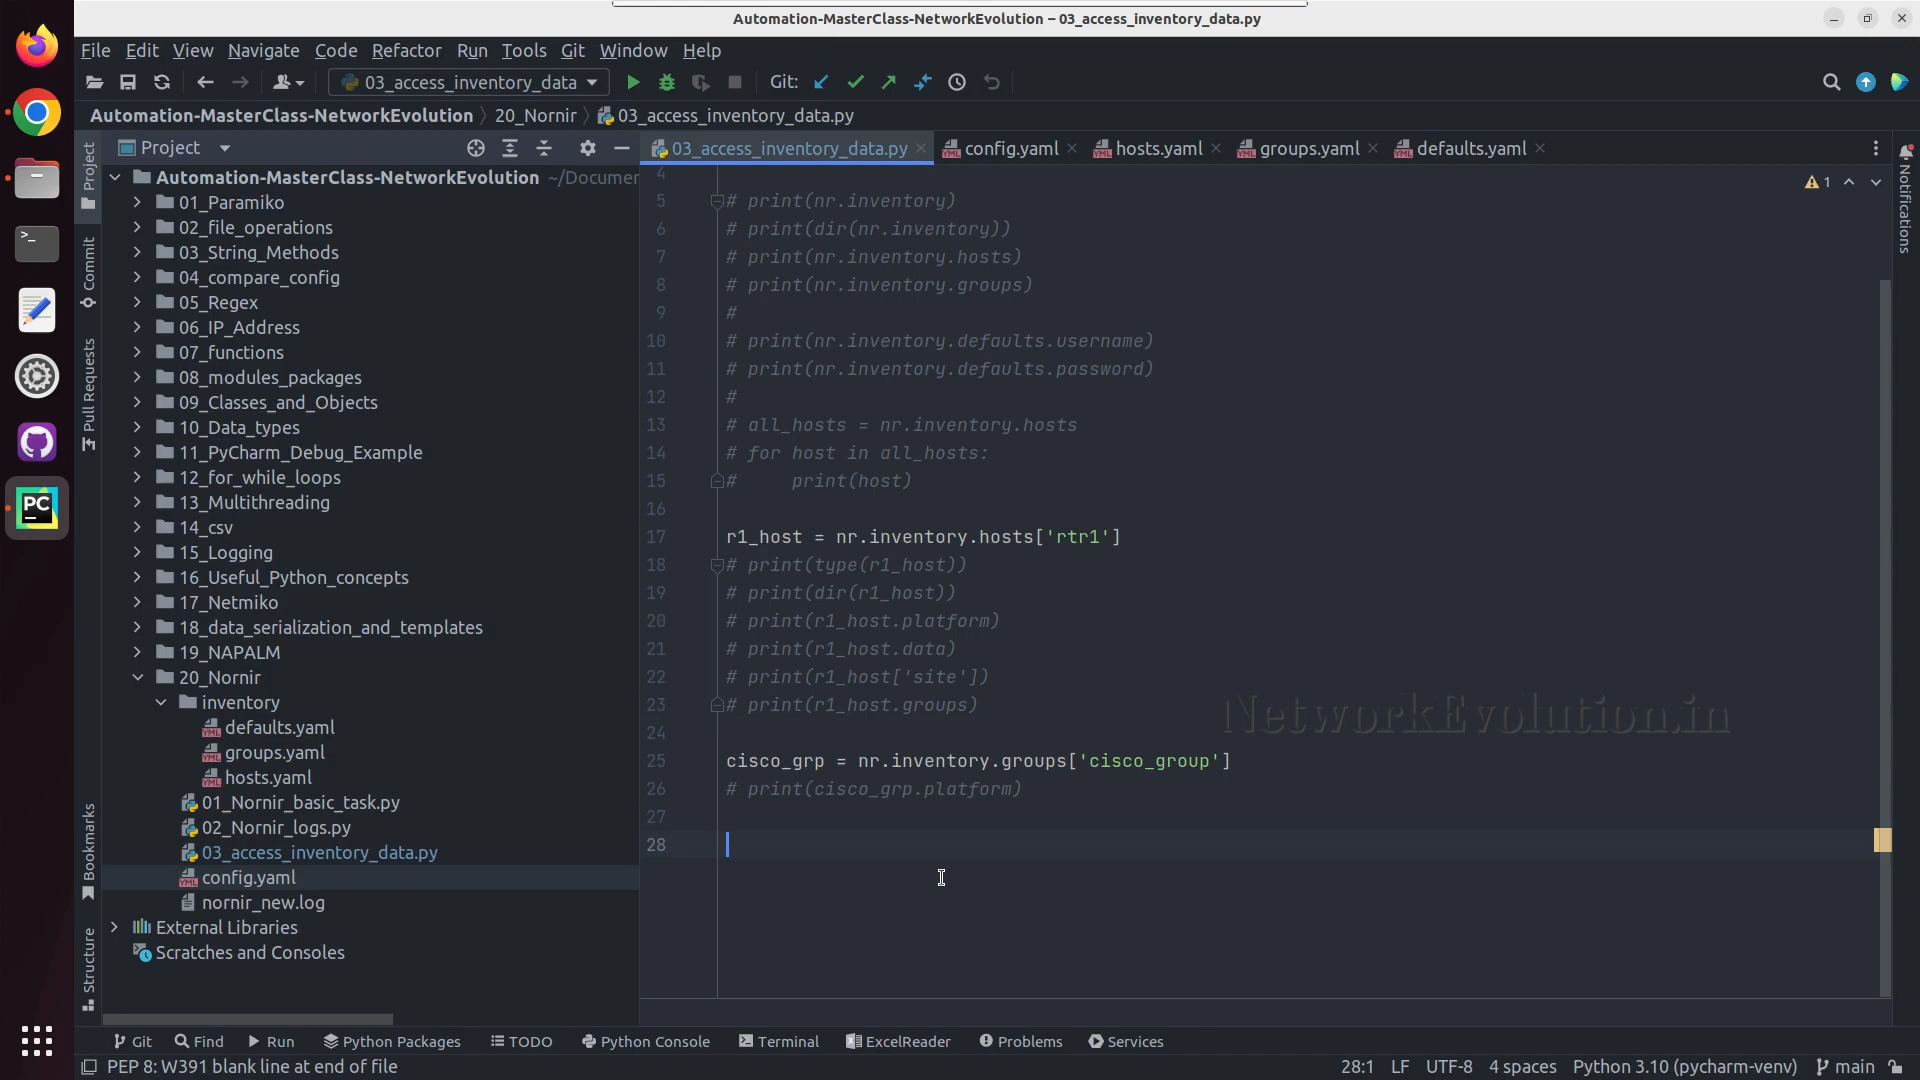 Automation-MasterClass-NetworkEvolution – 03_access_inventory_data.py
File Edit View Navigate Code Refactor Run Tools Git Window Help
03_access_inventory_data Git:
Automation-MasterClass-NetworkEvolution 20_Nornir 03_access_inventory_data.py
Project
03_access_inventory_data.py config.yaml hosts.yaml groups.yaml defaults.yaml
Project
Commit
Pull Requests
Bookmarks
Structure
Notifications
Automation-MasterClass-NetworkEvolution ~/Documen
01_Paramiko
02_file_operations
03_String_Methods
04_compare_config
05_Regex
06_IP_Address
07_functions
08_modules_packages
09_Classes_and_Objects
10_Data_types
11_PyCharm_Debug_Example
12_for_while_loops
13_Multithreading
14_csv
15_Logging
16_Useful_Python_concepts
17_Netmiko
18_data_serialization_and_templates
19_NAPALM
20_Nornir
inventory
defaults.yaml
groups.yaml
hosts.yaml
01_Nornir_basic_task.py
02_Nornir_logs.py
03_access_inventory_data.py
config.yaml
nornir_new.log
External Libraries
Scratches and Consoles
1
4
5 # print(nr.inventory)
6 # print(dir(nr.inventory))
7 # print(nr.inventory.hosts)
8 # print(nr.inventory.groups)
9 #
10 # print(nr.inventory.defaults.username)
11 # print(nr.inventory.defaults.password)
12 #
13 # all_hosts = nr.inventory.hosts
14 # for host in all_hosts:
15 #     print(host)
16
17 r1_host = nr.inventory.hosts['rtr1']
18 # print(type(r1_host))
19 # print(dir(r1_host))
20 # print(r1_host.platform)
21 # print(r1_host.data)
22 # print(r1_host['site'])
23 # print(r1_host.groups)
24
25 cisco_grp = nr.inventory.groups['cisco_group']
26 # print(cisco_grp.platform)
27
28
NetworkEvolution.in
Git Find Run Python Packages TODO Python Console Terminal ExcelReader Problems Services
PEP 8: W391 blank line at end of file 28:1 LF UTF-8 4 spaces Python 3.10 (pycharm-venv) main
PC